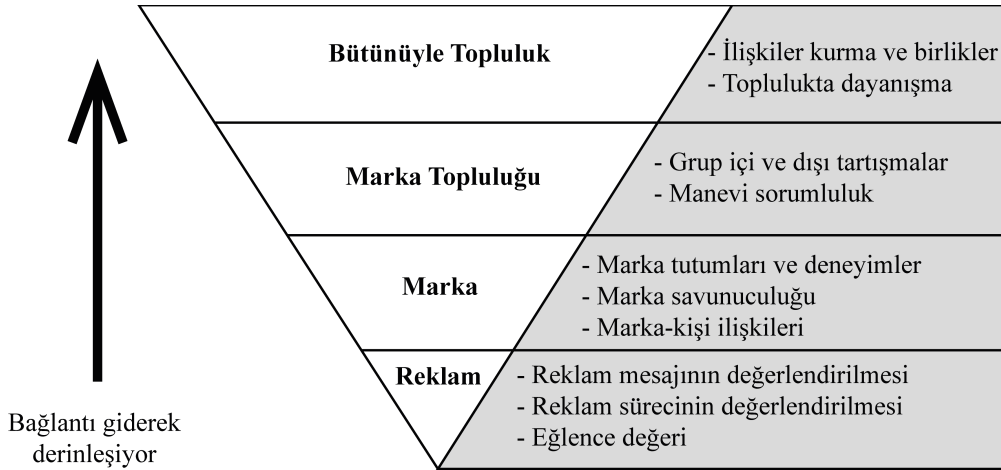 Bütünüyle Topluluk
- İlişkiler kurma ve birlikler
- Toplulukta dayanışma
Marka Topluluğu
- Grup içi ve dışı tartışmalar
- Manevi sorumluluk
Marka
- Marka tutumları ve deneyimler
- Marka savunuculuğu
- Marka-kişi ilişkileri
Reklam
- Reklam mesajının değerlendirilmesi
- Reklam sürecinin değerlendirilmesi
- Eğlence değeri
Bağlantı giderek
derinleşiyor